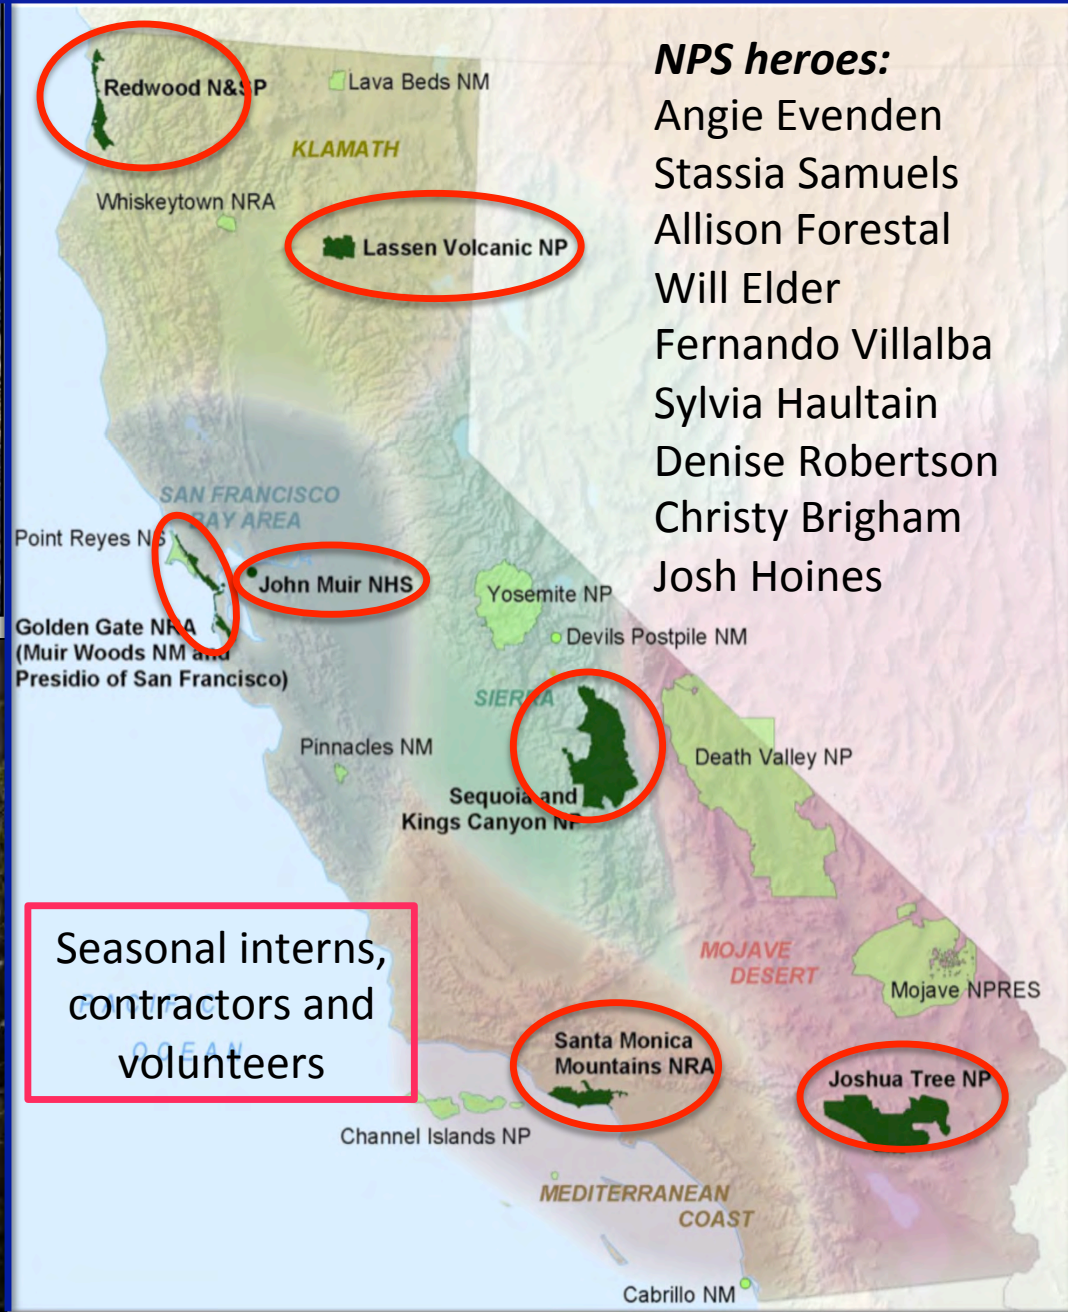 NPS heroes:
Angie Evenden
Stassia Samuels
Allison Forestal
Will Elder
Fernando Villalba
Sylvia Haultain
Denise Robertson
Christy Brigham
Josh Hoines
Redwood N&SP
Lava Beds NM
KLAMATH
Whiskeytown NRA
Lassen Volcanic NP
SAN FRANCISCO
BAY AREA
Point Reyes NS
John Muir NHS
Golden Gate NRA
(Muir Woods NM and
Presidio of San Francisco)
Yosemite NP
Devils Postpile NM
SIERRA
Pinnacles NM
Sequoia and
Kings Canyon NP
Death Valley NP
Seasonal interns,
contractors and
volunteers
PACIFIC
OCEAN
MOJAVE
DESERT
Mojave NPRES
Santa Monica
Mountains NRA
Joshua Tree NP
Channel Islands NP
MEDITERRANEAN
COAST
Cabrillo NM